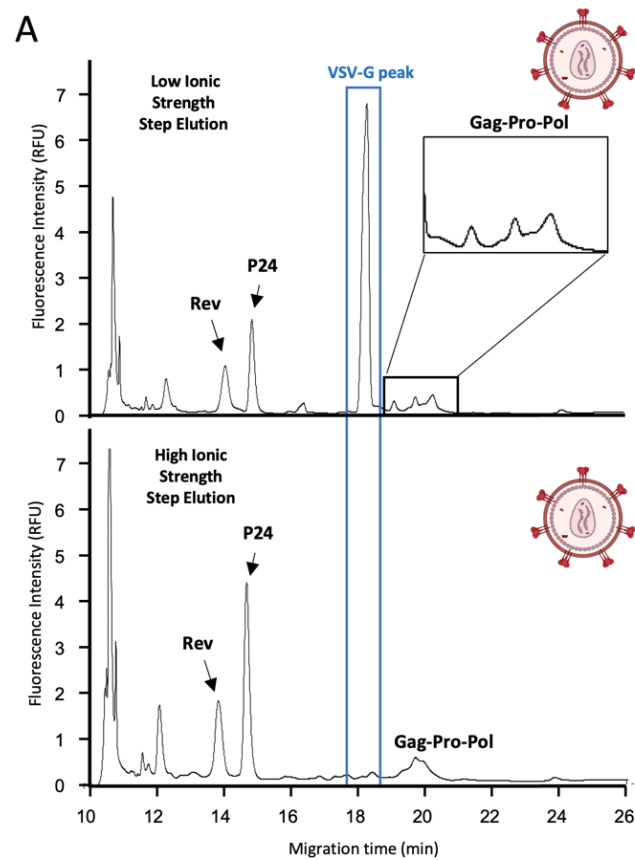 A
Low Ionic
Strength
Step Elution
VSV-G peak
Gag-Pro-Pol
Fluorescence Intensity (RFU)
7
6
5
4
3
2
1
0
Rev
P24
High Ionic
Strength
Step Elution
Fluorescence Intensity (RFU)
7
6
5
4
3
2
1
0
P24
Rev
Gag-Pro-Pol
10 12 14 16 18 20 22 24 26
Migration time (min)